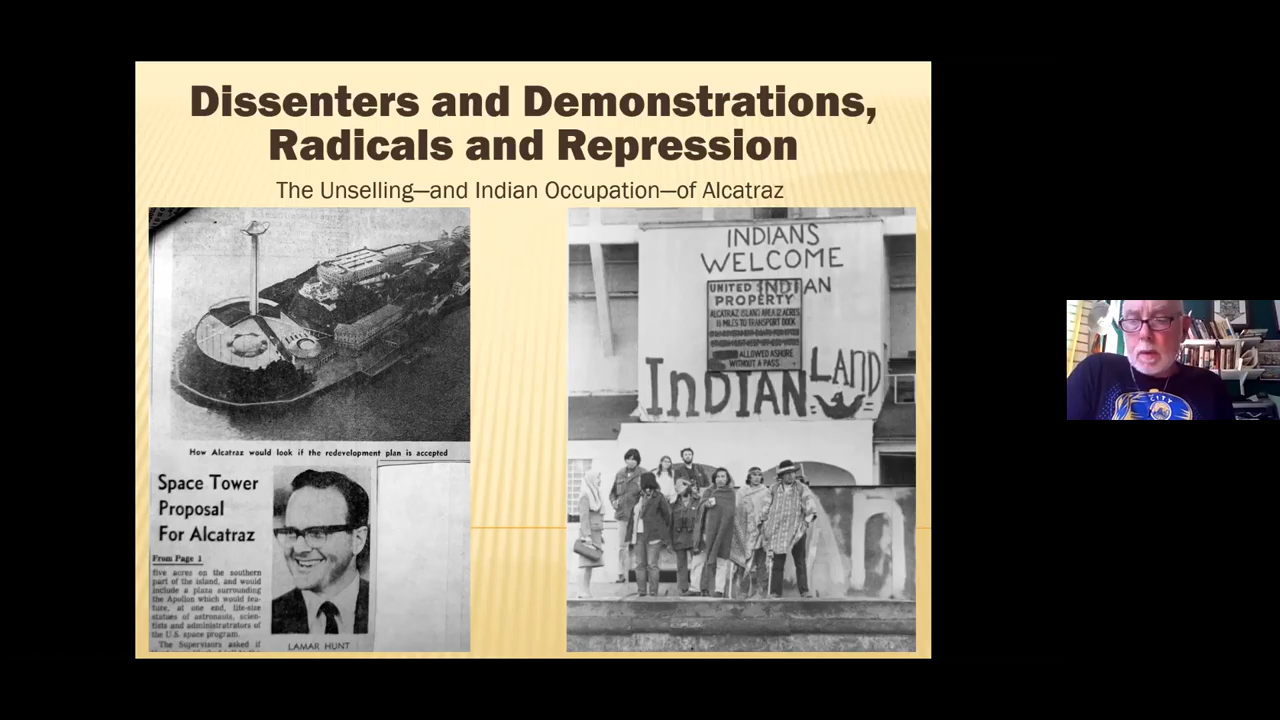 Dissenters and Demonstrations,
Radicals and Repression
The Unselling—and Indian Occupation—of Alcatraz
How Alcatraz would look if the redevelopment plan is accepted
Space Tower
Proposal
For Alcatraz
From Page 1
five acres on the southern
part of the island, and would
include a plaza surrounding
the Apollun which would fea-
ture, at one end, life-size
statues of astronauts, scien-
tists and administratrators of
the U.S. space program.
The Supervisors asked if
LAMAR HUNT
INDIANS
WELCOME
INDIAN
UNITED
PROPERTY
ALCATRAZ ISLAND AREA 12 ACRES
1½ MILES TO TRANSPORT DOCK
ALLOWED ASHORE
WITHOUT A PASS
INDIAN LAND
CITY